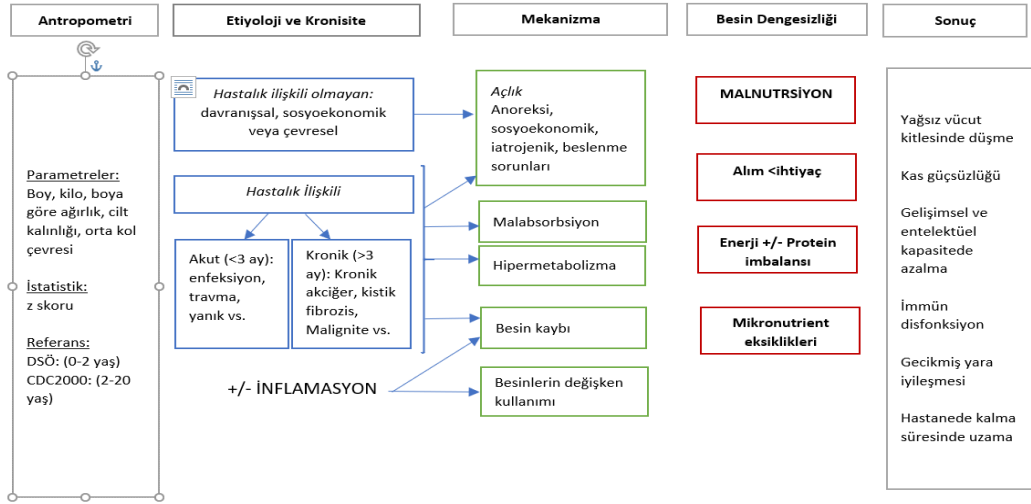 Antropometri
Etiyoloji ve Kronisite
Mekanizma
Besin Dengesizliği
Sonuç
Parametreler:
Boy, kilo, boya
göre ağırlık, cilt
kalınlığı, orta kol
çevresi
İstatistik:
z skoru
Referans:
DSÖ: (0-2 yaş)
CDC2000: (2-20
yaş)
Hastalık ilişkili olmayan:
davranışsal, sosyoekonomik
veya çevresel
Hastalık İlişkili
Akut (<3 ay):
enfeksiyon,
travma,
yanık vs.
Kronik (>3
ay): Kronik
akciğer, kistik
fibrozis,
Malignite vs.
+/- İNFLAMASYON
Açlık
Anoreksi,
sosyoekonomik,
iatrojenik, beslenme
sorunları
Malabsorbsiyon
Hipermetabolizma
Besin kaybı
Besinlerin değişken
kullanımı
MALNUTRSİYON
Alım <ihtiyaç
Enerji +/- Protein
imbalansı
Mikronutrient
eksiklikleri
Yağsız vücut
kitlesinde düşme
Kas güçsüzlüğü
Gelişimsel ve
entelektüel
kapasitede
azalma
İmmün
disfonksiyon
Gecikmiş yara
iyileşmesi
Hastanede kalma
süresinde uzama